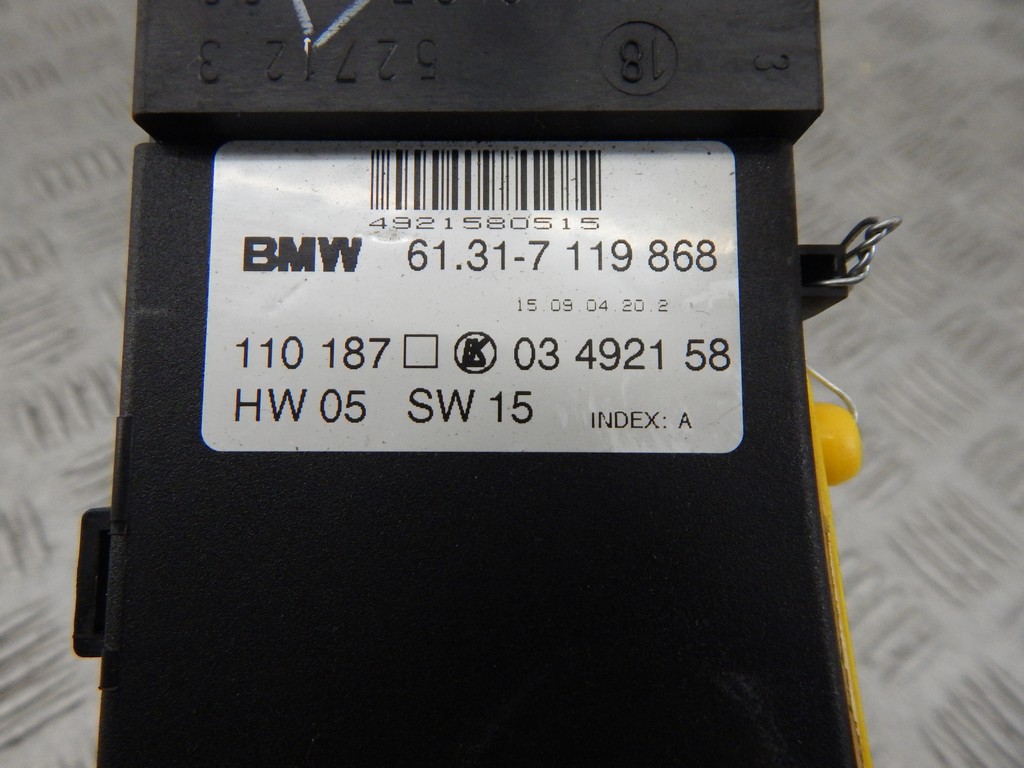 52712 3
18
3
4921580515
BMW 61.31-7 119 868
15.09.04.20.2
110 187 □ K 03 4921 58
HW 05 SW 15 INDEX: A